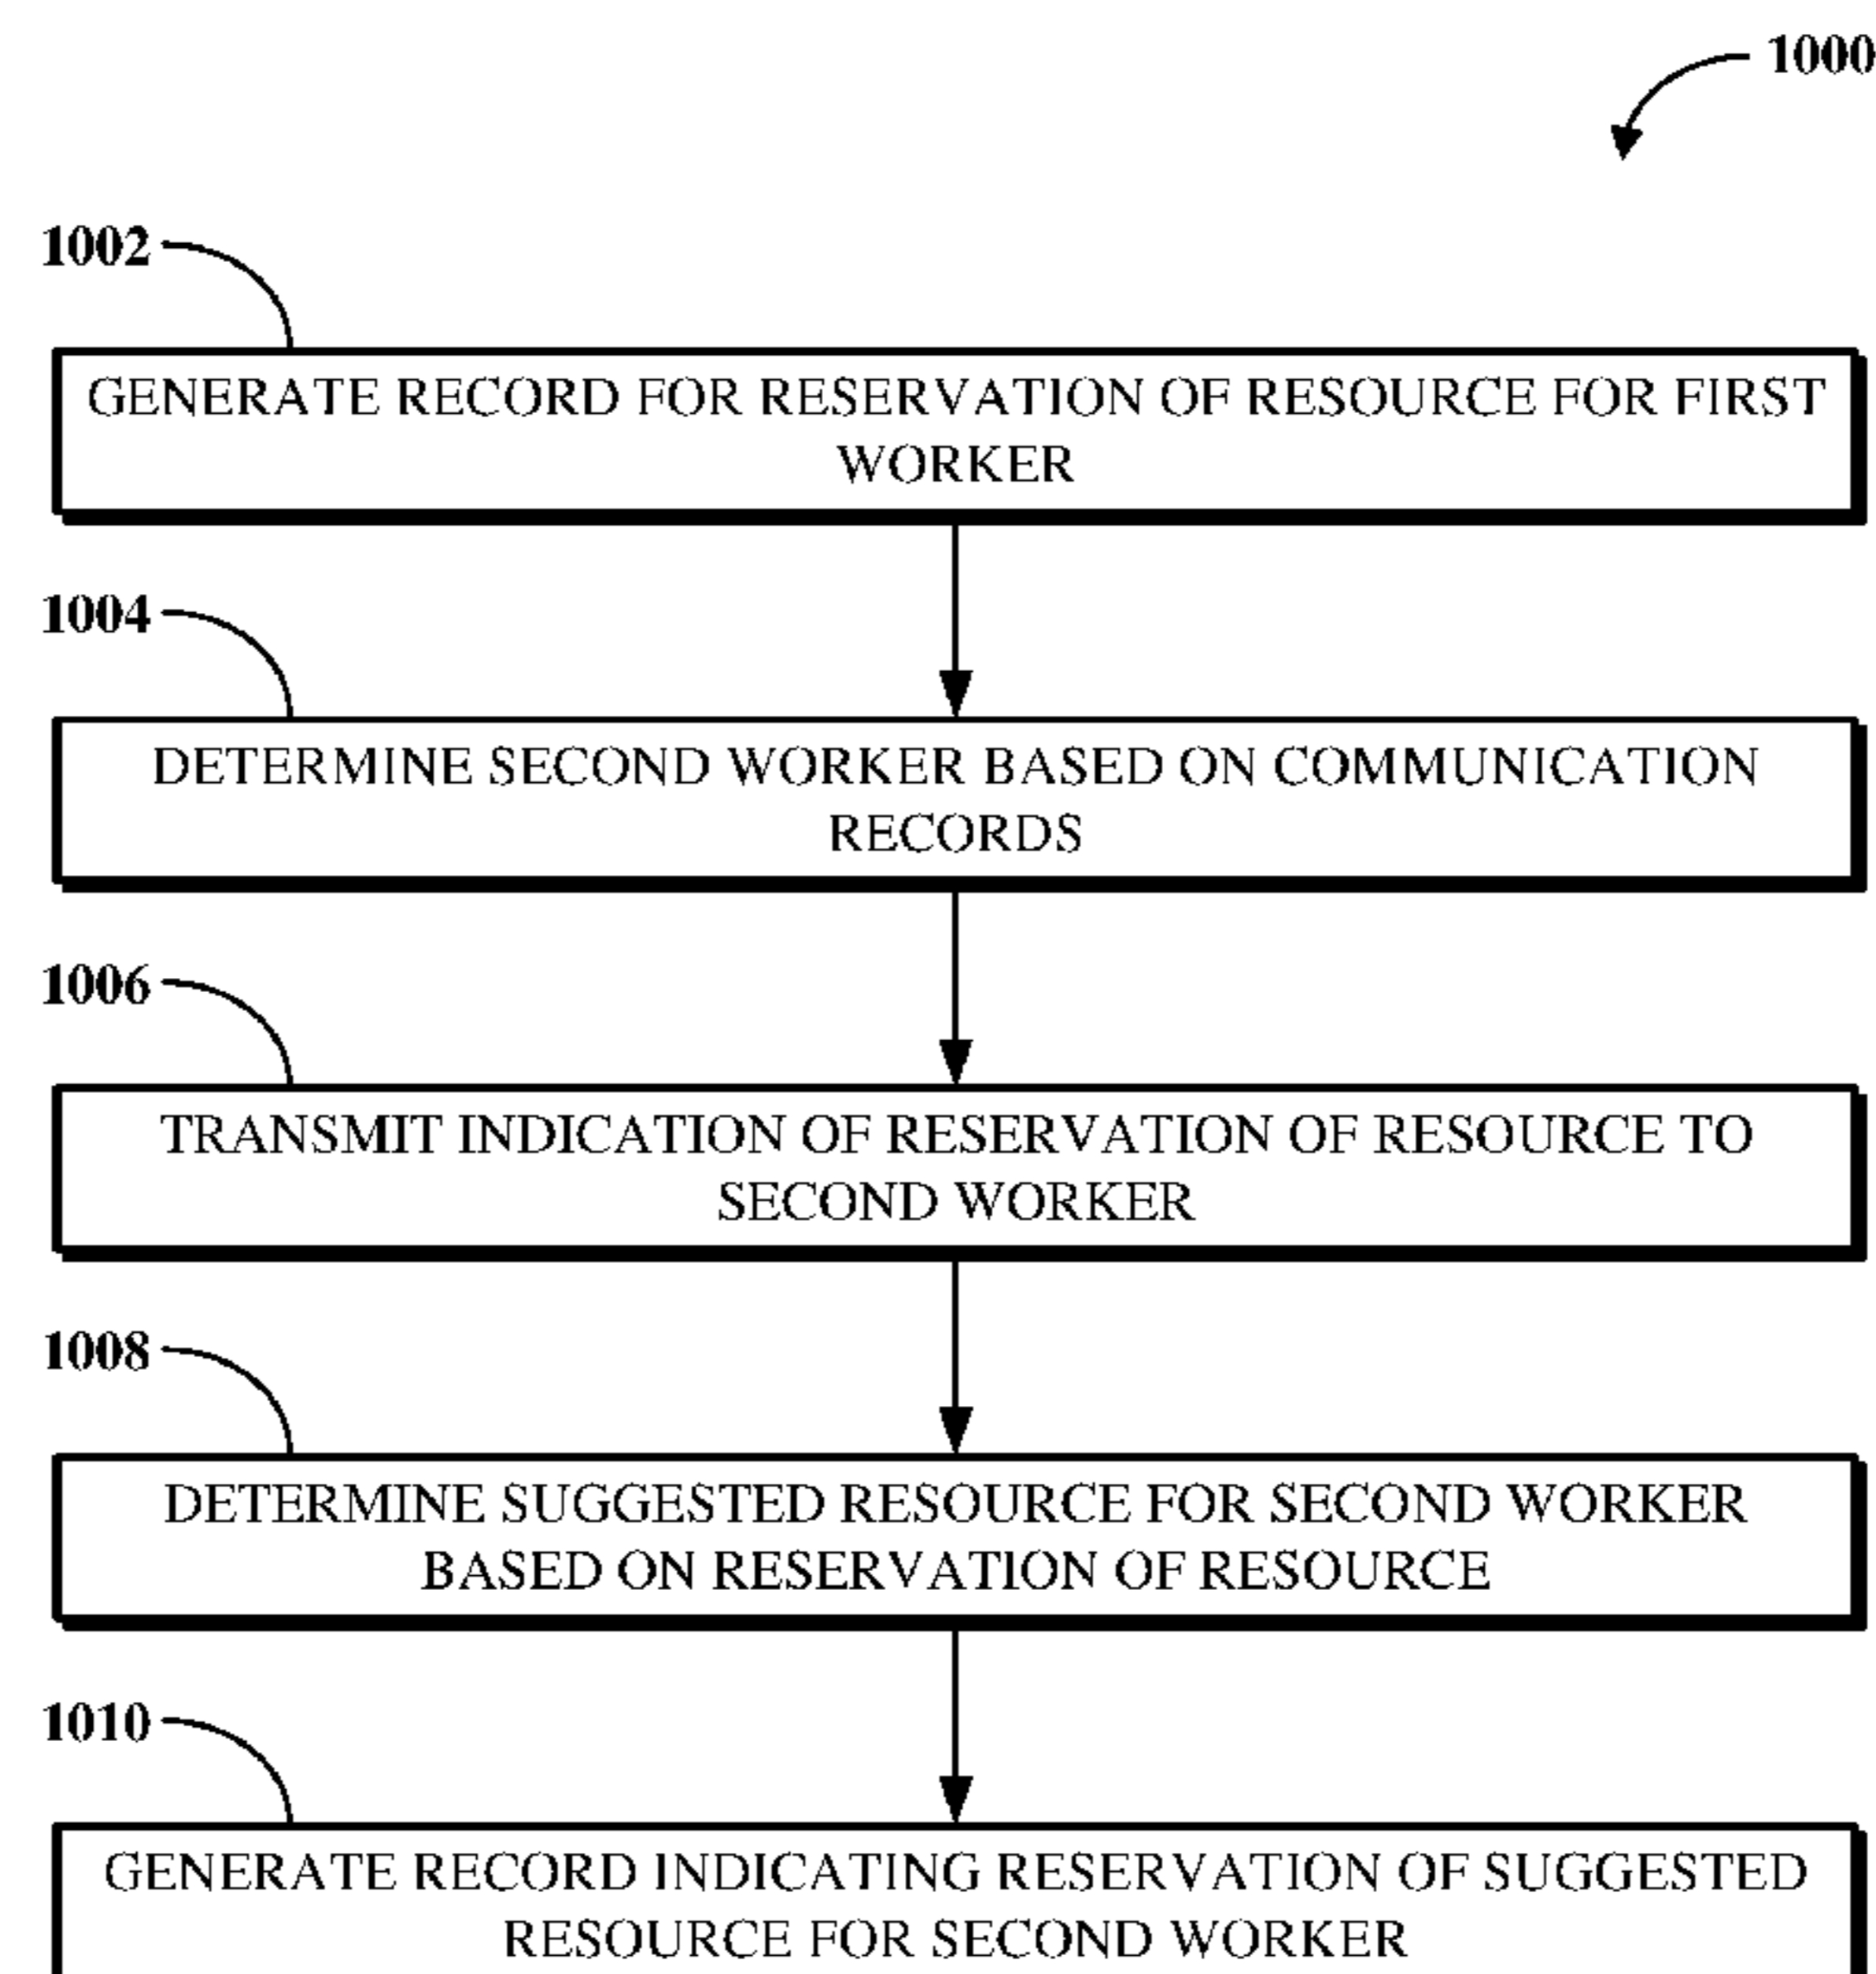 1000
1002
GENERATE RECORD FOR RESERVATION OF RESOURCE FOR FIRST
WORKER
1004
DETERMINE SECOND WORKER BASED ON COMMUNICATION
RECORDS
1006
TRANSMIT INDICATION OF RESERVATION OF RESOURCE TO
SECOND WORKER
1008
DETERMINE SUGGESTED RESOURCE FOR SECOND WORKER
BASED ON RESERVATION OF RESOURCE
1010
GENERATE RECORD INDICATING RESERVATION OF SUGGESTED
RESOURCE FOR SECOND WORKER